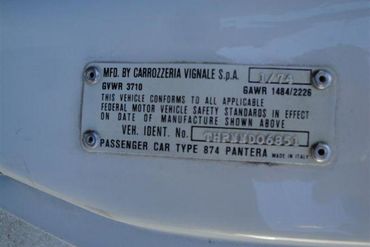 MFD. BY CARROZZERIA VIGNALE S.p.A. 1/74
GVWR 3710 GAWR 1484/2226
THIS VEHICLE CONFORMS TO ALL APPLICABLE
FEDERAL MOTOR VEHICLE SAFETY STANDARDS IN EFFECT
ON DATE OF MANUFACTURE SHOWN ABOVE
VEH. IDENT. No.
PASSENGER CAR TYPE 874 PANTERA MADE IN ITALY